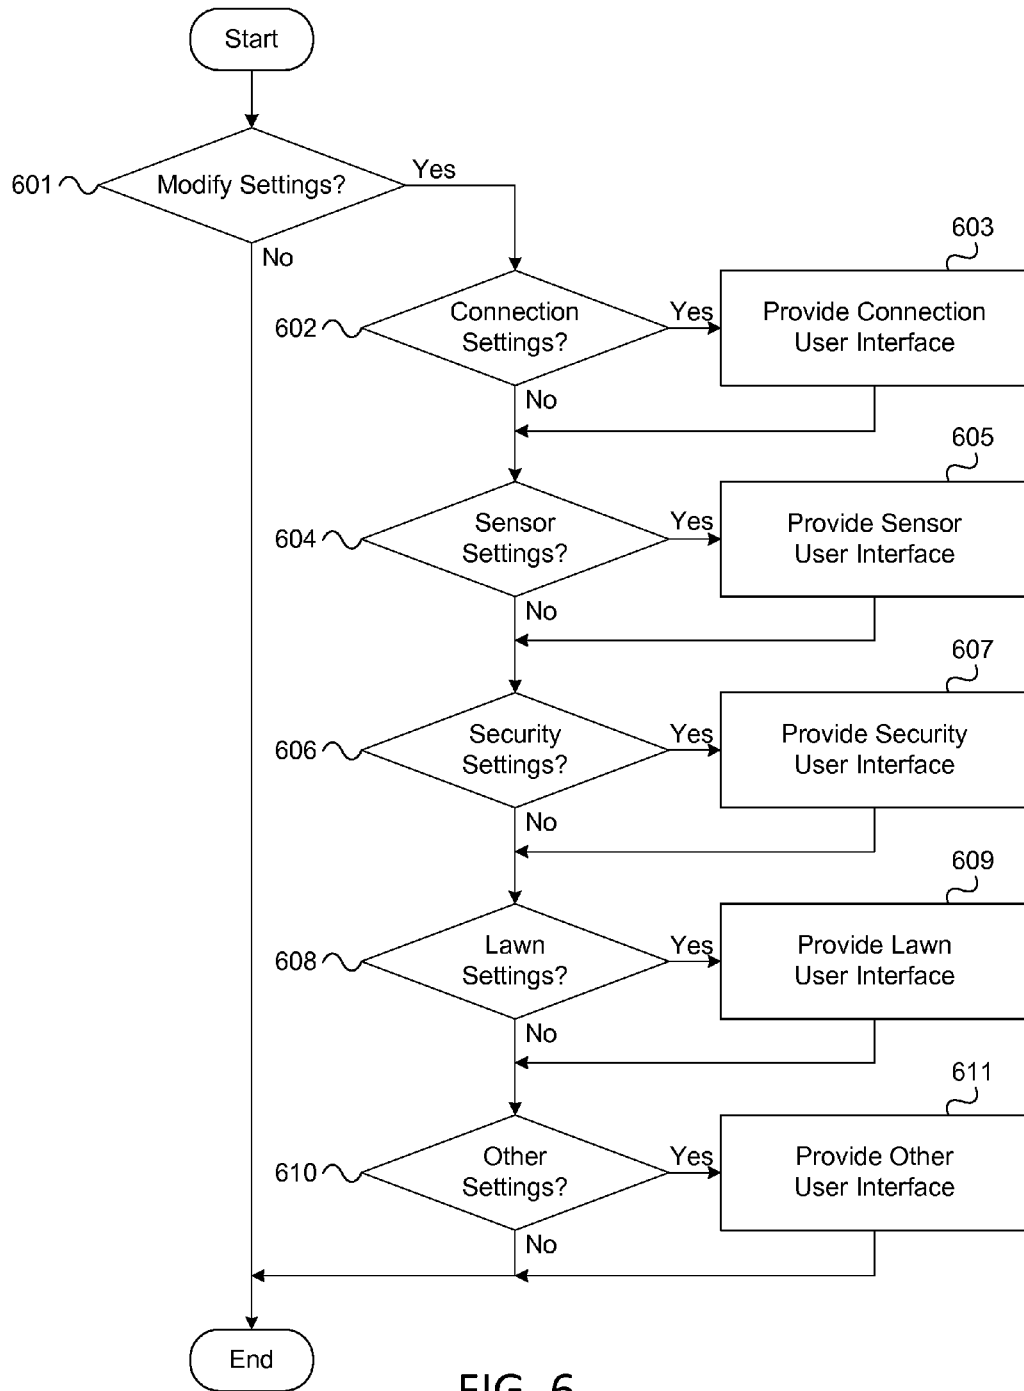 Start
601
Modify Settings?
Yes
No
603
602
Connection
Settings?
Yes
Provide Connection
User Interface
No
605
604
Sensor
Settings?
Yes
Provide Sensor
User Interface
No
607
606
Security
Settings?
Yes
Provide Security
User Interface
No
609
608
Lawn
Settings?
Yes
Provide Lawn
User Interface
No
611
610
Other
Settings?
Yes
Provide Other
User Interface
No
End
FIG. 6